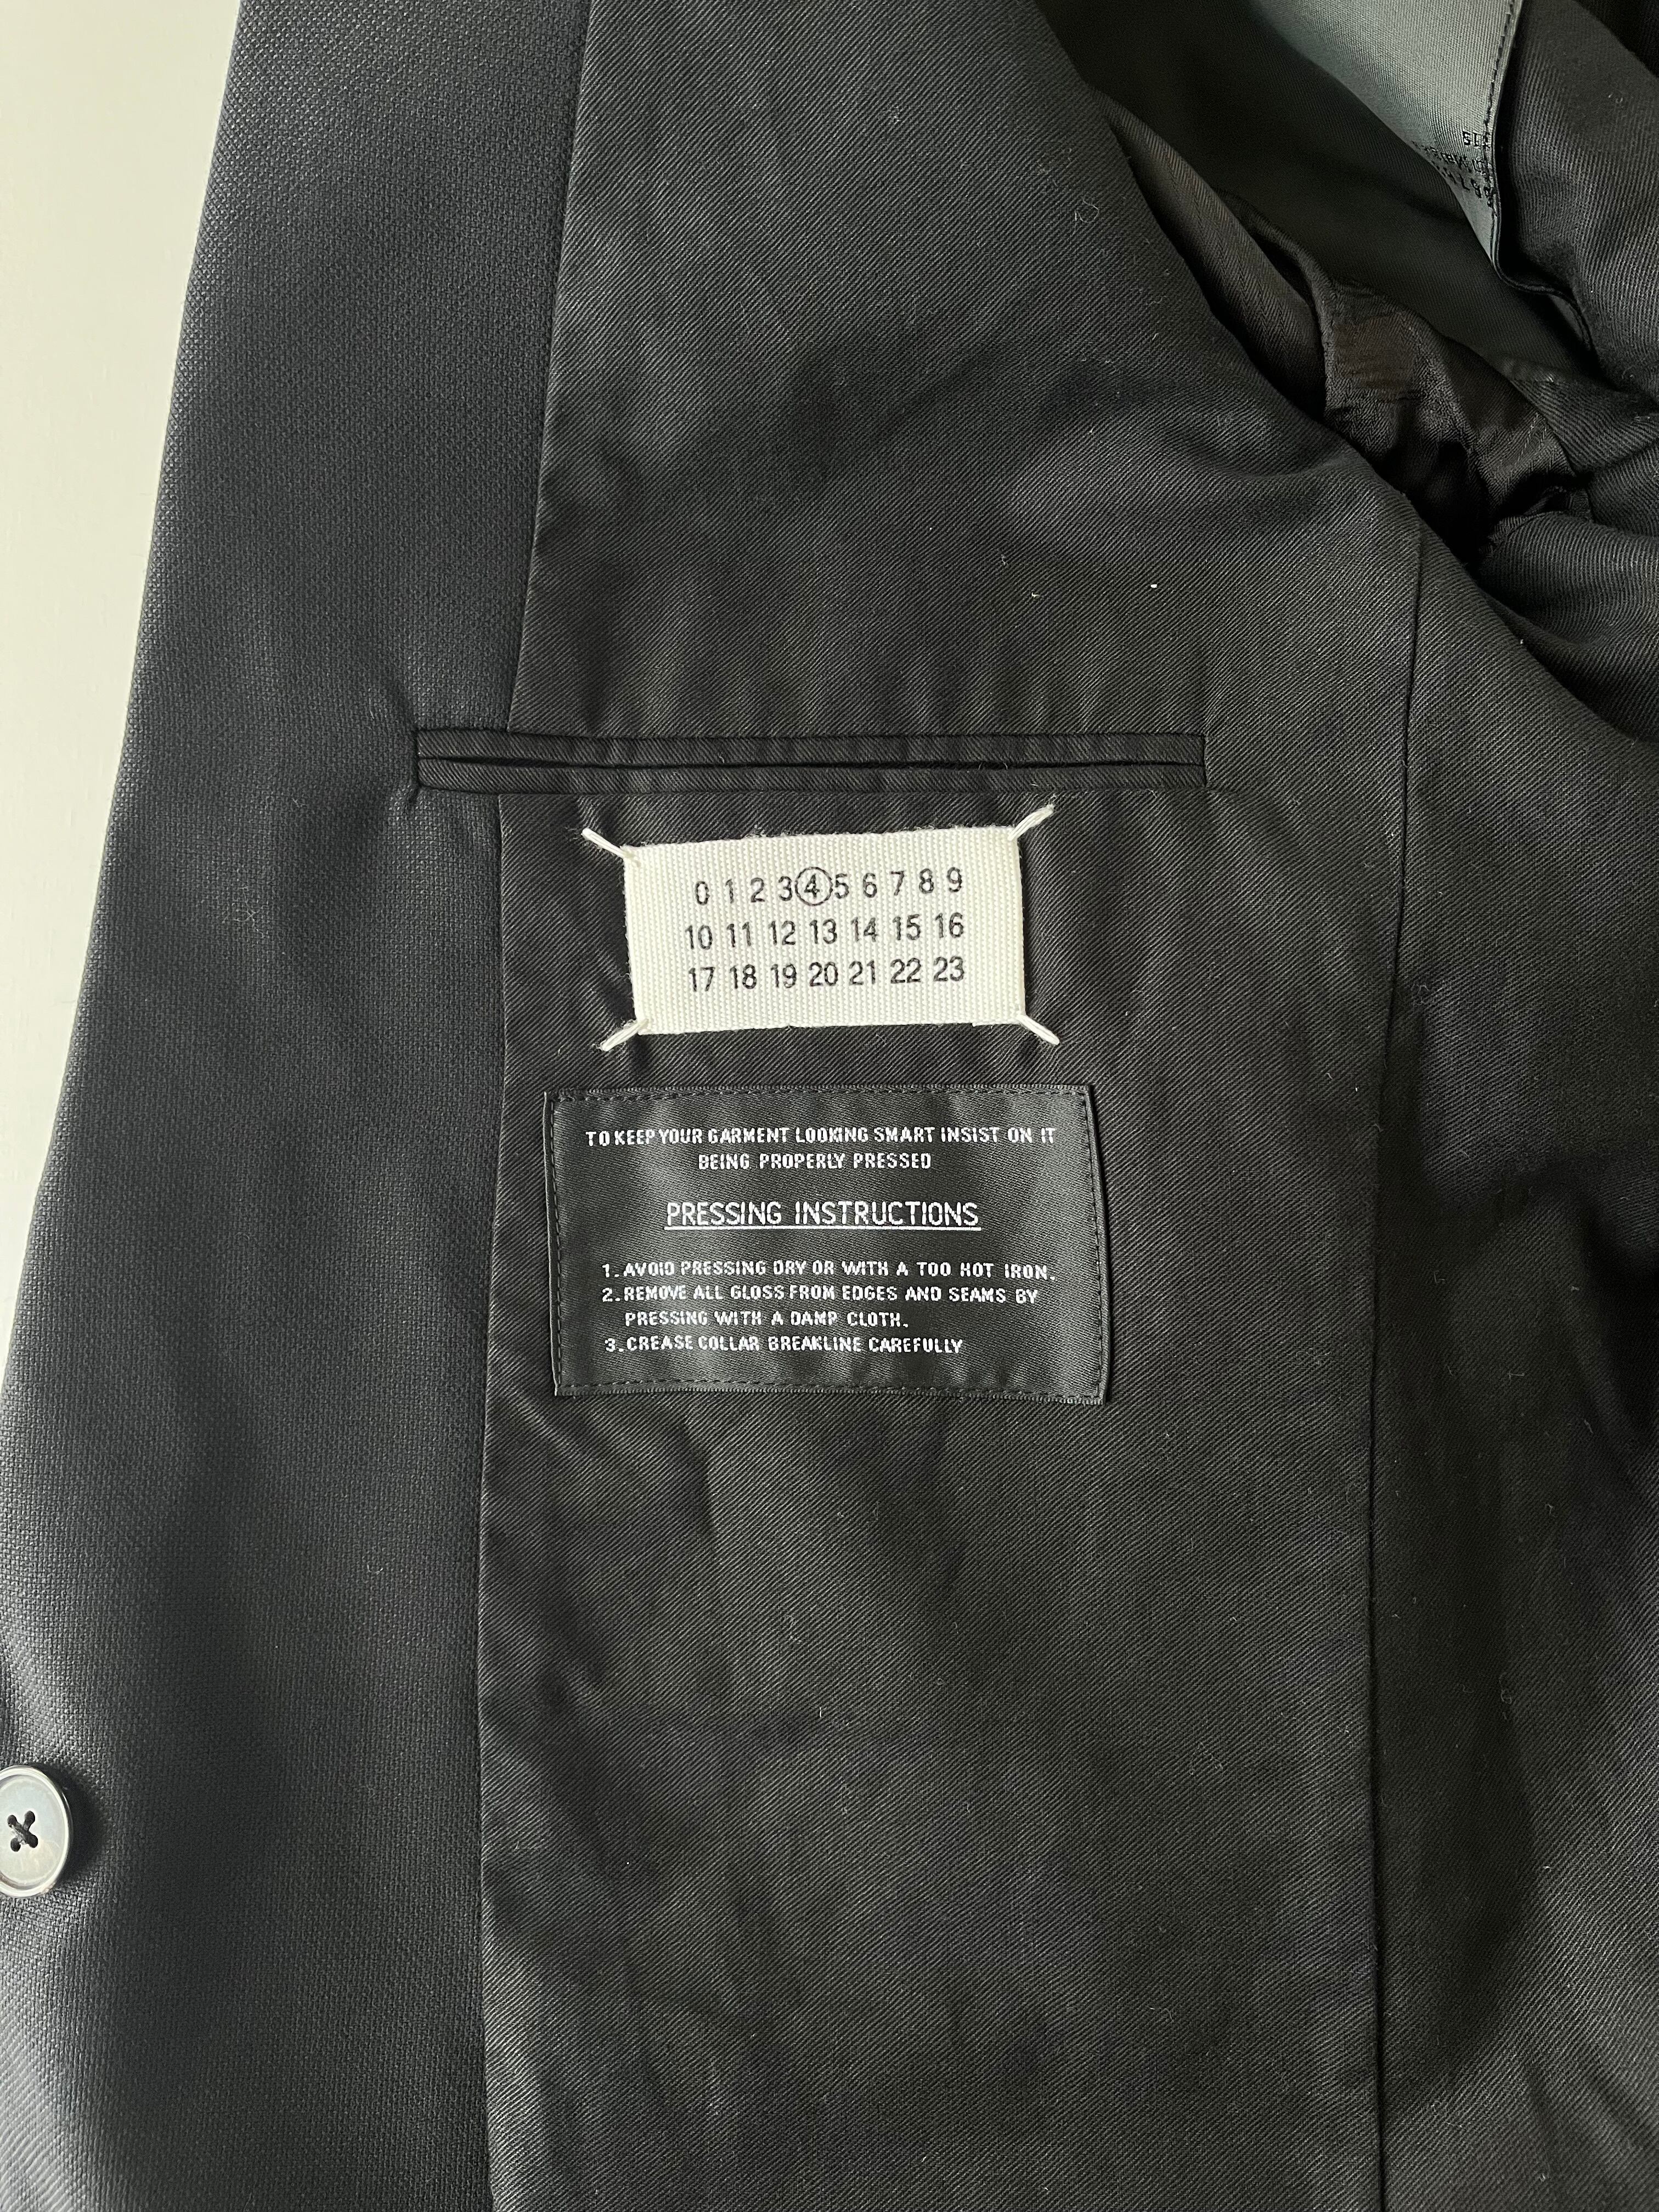 0 1 2 3 4 5 6 7 8 9
10 11 12 13 14 15 16
17 18 19 20 21 22 23
TO KEEP YOUR GARMENT LOOKING SMART INSIST ON IT
BEING PROPERLY PRESSED
PRESSING INSTRUCTIONS
1. AVOID PRESSING DRY OR WITH A TOO HOT IRON.
2. REMOVE ALL GLOSS FROM EDGES AND SEAMS BY
PRESSING WITH A DAMP CLOTH.
3. CREASE COLLAR BREAKLINE CAREFULLY